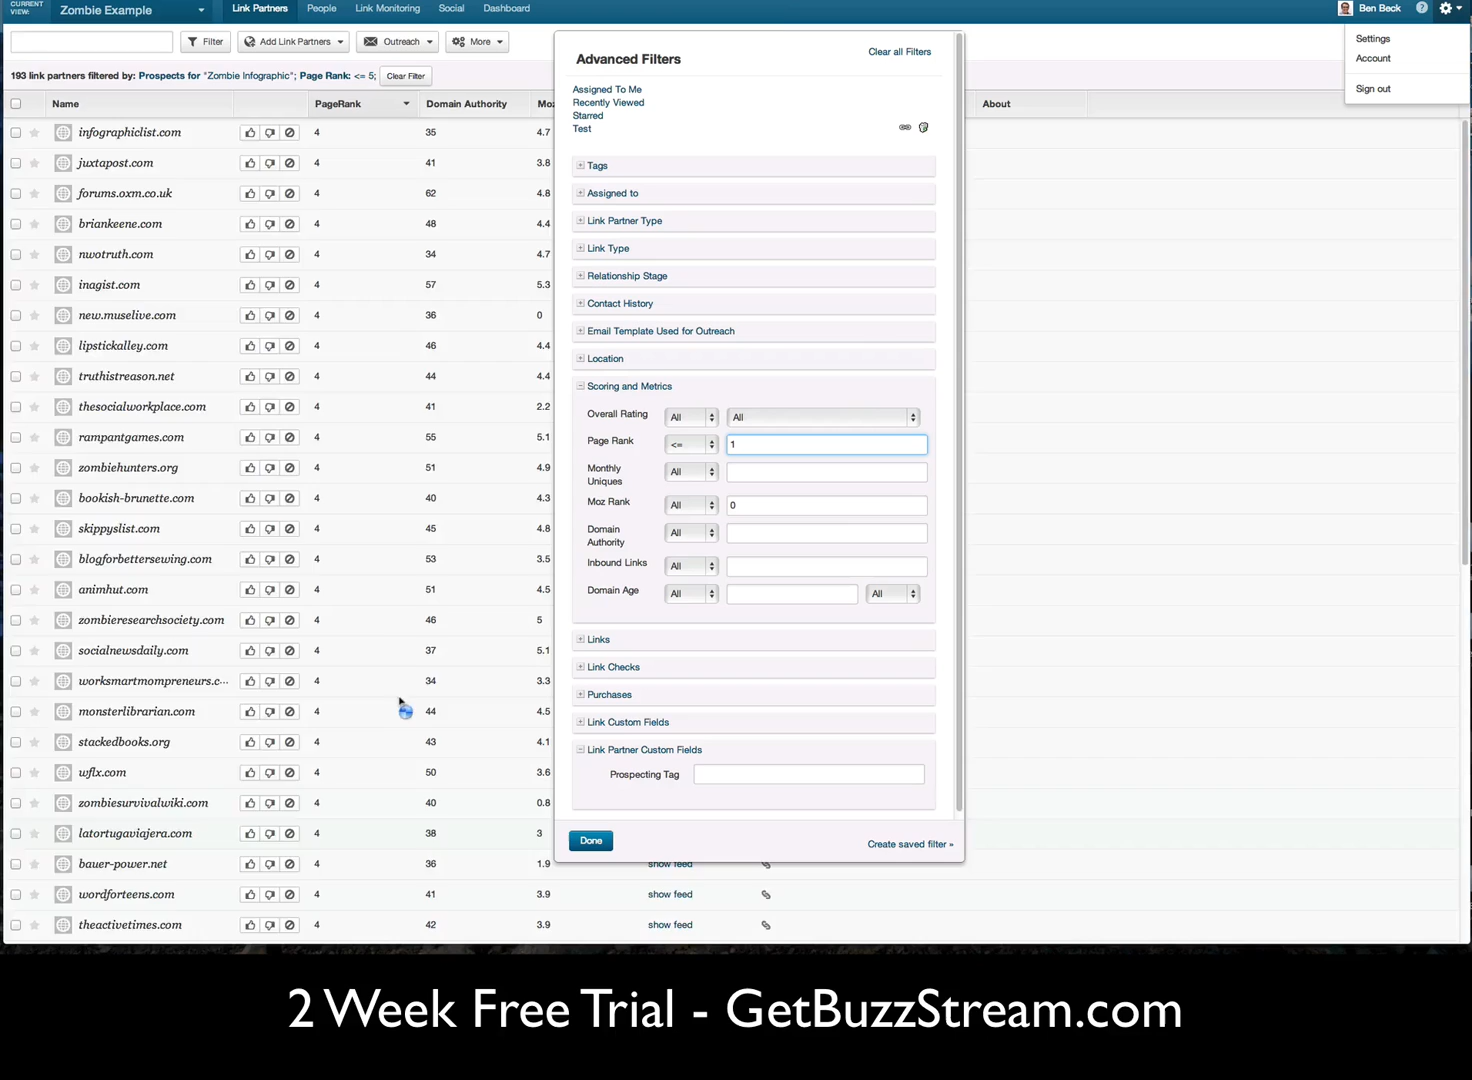 CURRENT VIEW: Zombie Example Link Partners People Link Monitoring Social Dashboard Ben Beck
Filter Add Link Partners Outreach More
Settings
Account
Sign out
193 link partners filtered by: Prospects for "Zombie Infographic"; Page Rank: <= 5; Clear Filter
Name PageRank Domain Authority Moz About
infographiclist.com 4 35 4.7
juxtapost.com 4 41 3.8
forums.oxm.co.uk 4 62 4.8
briankeene.com 4 48 4.4
nwotruth.com 4 34 4.7
inagist.com 4 57 5.3
new.muselive.com 4 36 0
lipstickalley.com 4 46 4.4
truthistreason.net 4 44 4.4
thesocialworkplace.com 4 41 2.2
rampantgames.com 4 55 5.1
zombiehunters.org 4 51 4.9
bookish-brunette.com 4 40 4.3
skippyslist.com 4 45 4.8
blogforbettersewing.com 4 53 3.5
animhut.com 4 51 4.5
zombieresearchsociety.com 4 46 5
socialnewsdaily.com 4 37 5.1
worksmartmompreneurs.c... 4 34 3.3
monsterlibrarian.com 4 44 4.5
stackedbooks.org 4 43 4.1
wflx.com 4 50 3.6
zombiesurvivalwiki.com 4 40 0.8
latortugaviajera.com 4 38 3
bauer-power.net 4 36 1.9 show feed
wordforteens.com 4 41 3.9 show feed
theactivetimes.com 4 42 3.9 show feed
Advanced Filters Clear all Filters
Assigned To Me
Recently Viewed
Starred
Test
Tags
Assigned to
Link Partner Type
Link Type
Relationship Stage
Contact History
Email Template Used for Outreach
Location
Scoring and Metrics
Overall Rating All All
Page Rank <= 1
Monthly Uniques All
Moz Rank All 0
Domain Authority All
Inbound Links All
Domain Age All All
Links
Link Checks
Purchases
Link Custom Fields
Link Partner Custom Fields
Prospecting Tag
Done Create saved filter »
2 Week Free Trial - GetBuzzStream.com